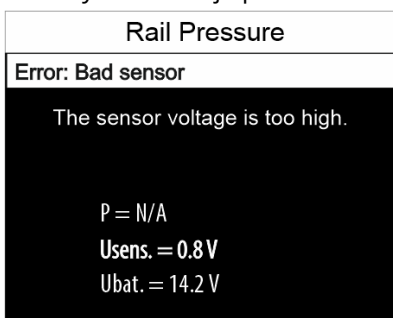 Rail Pressure
Error: Bad sensor
The sensor voltage is too high.
P = N/A
Usens. = 0.8 V
Ubat. = 14.2 V